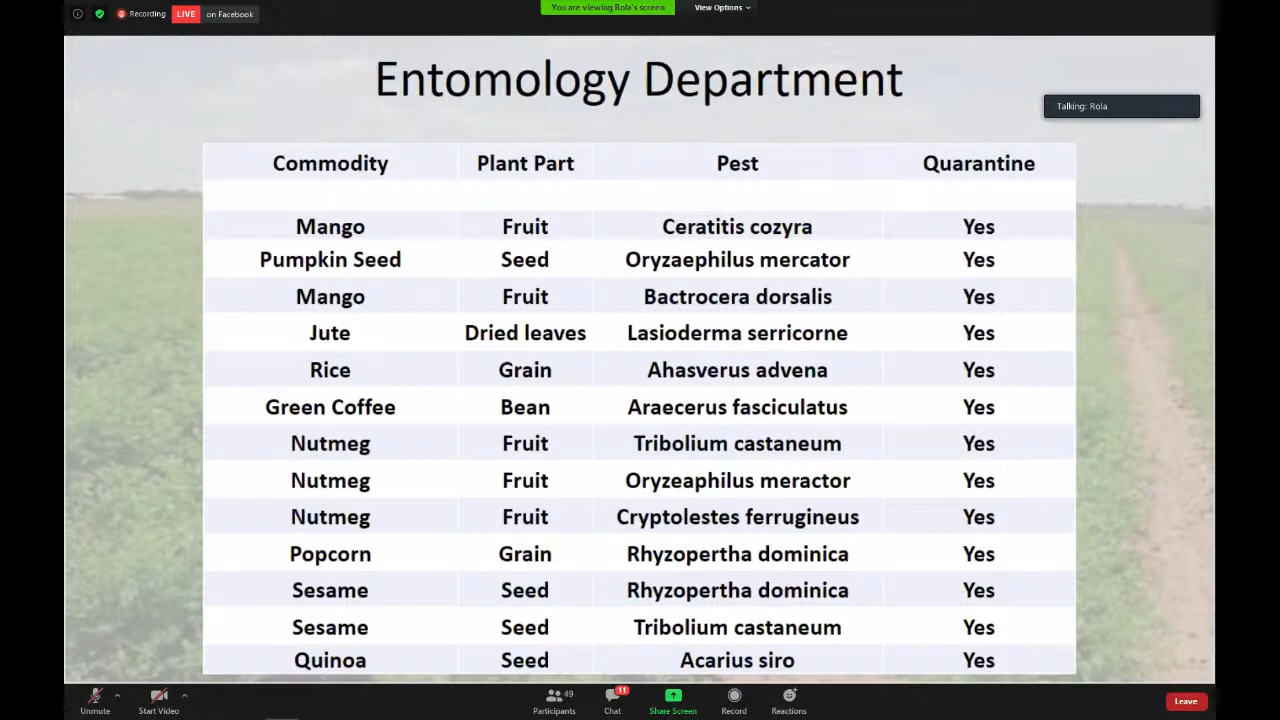 Recording LIVE on Facebook You are viewing Rola's screen View Options
Entomology Department
Talking: Rola
Commodity Plant Part Pest Quarantine
Mango Fruit Ceratitis cozyra Yes
Pumpkin Seed Seed Oryzaephilus mercator Yes
Mango Fruit Bactrocera dorsalis Yes
Jute Dried leaves Lasioderma serricorne Yes
Rice Grain Ahasverus advena Yes
Green Coffee Bean Araecerus fasciculatus Yes
Nutmeg Fruit Tribolium castaneum Yes
Nutmeg Fruit Oryzeaphilus meractor Yes
Nutmeg Fruit Cryptolestes ferrugineus Yes
Popcorn Grain Rhyzopertha dominica Yes
Sesame Seed Rhyzopertha dominica Yes
Sesame Seed Tribolium castaneum Yes
Quinoa Seed Acarius siro Yes
49 11
Unmute Start Video Participants Chat Share Screen Record Reactions Leave